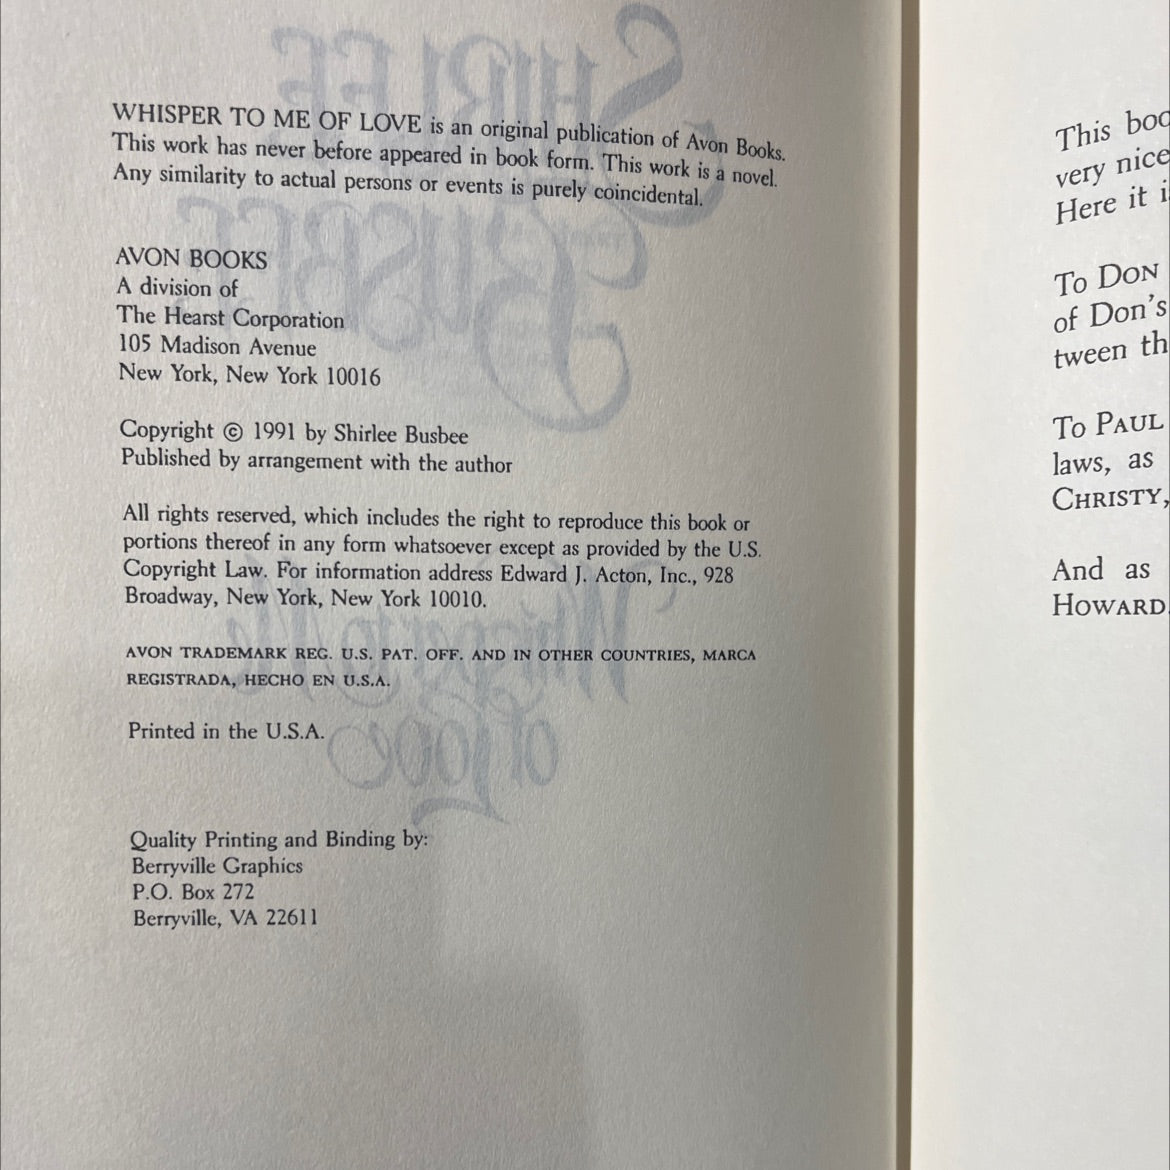 WHISPER TO ME OF LOVE is an original publication of Avon Books.
This work has never before appeared in book form. This work is a novel.
Any similarity to actual persons or events is purely coincidental.
AVON BOOKS
A division of
The Hearst Corporation
105 Madison Avenue
New York, New York 10016
Copyright © 1991 by Shirlee Busbee
Published by arrangement with the author
All rights reserved, which includes the right to reproduce this book or
portions thereof in any form whatsoever except as provided by the U.S.
Copyright Law. For information address Edward J. Acton, Inc., 928
Broadway, New York, New York 10010.
AVON TRADEMARK REG. U.S. PAT. OFF. AND IN OTHER COUNTRIES, MARCA
REGISTRADA, HECHO EN U.S.A.
Printed in the U.S.A.
Quality Printing and Binding by:
Berryville Graphics
P.O. Box 272
Berryville, VA 22611
SHIRLEE
BUSBEE
Whisper to Me
of Love
This boo
very nice
Here it i
To DON
of Don's
tween th
To PAUL
laws, as
CHRISTY,
And as
HOWARD